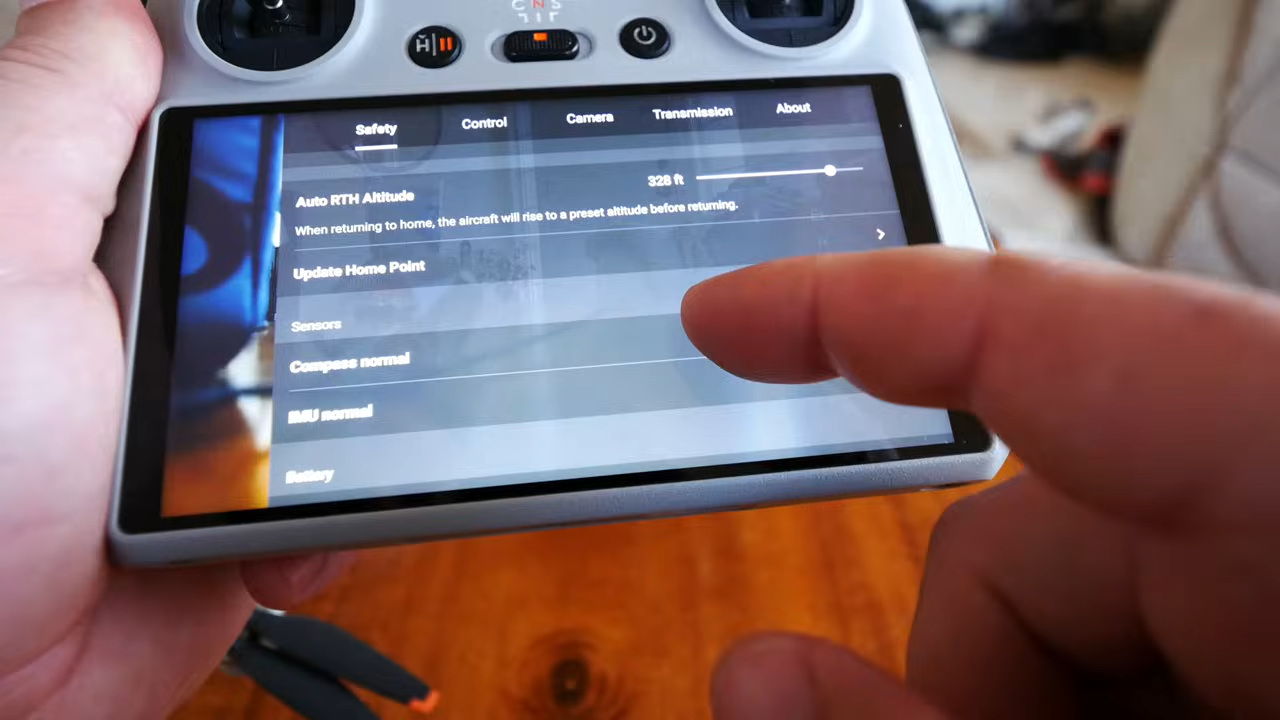 C N S
Safety Control Camera Transmission About
Auto RTH Altitude 328 ft
When returning to home, the aircraft will rise to a preset altitude before returning.
Update Home Point
Sensors
Compass normal
IMU normal
Battery